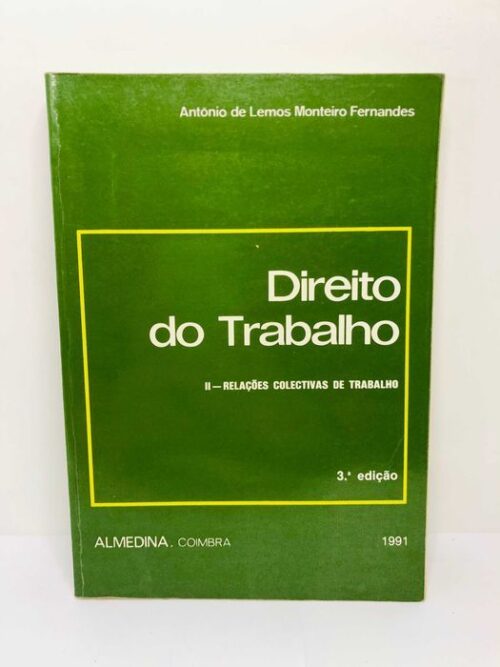 António de Lemos Monteiro Fernandes
Direito
do Trabalho
II — RELAÇÕES COLECTIVAS DE TRABALHO
3.ª edição
ALMEDINA. COIMBRA 1991